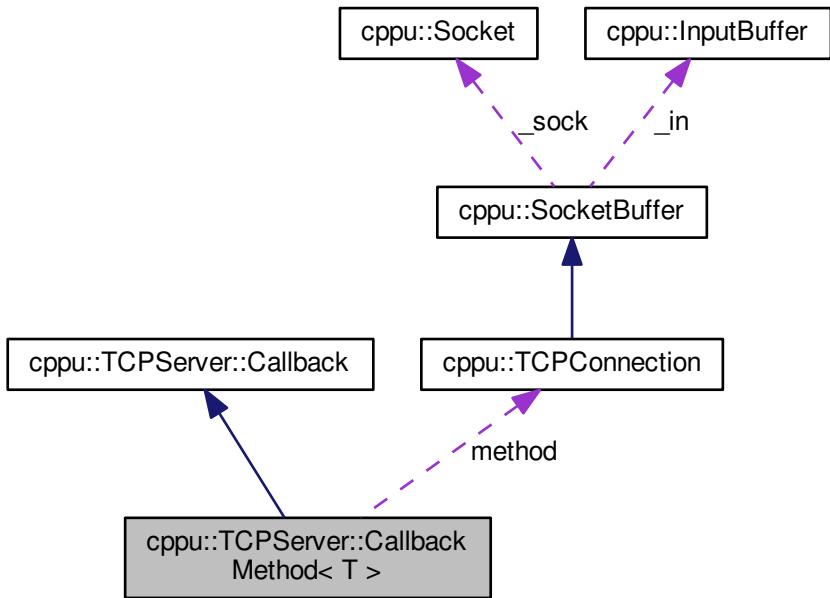 cppu::Socket
cppu::InputBuffer
_sock
_in
cppu::SocketBuffer
cppu::TCPServer::Callback
cppu::TCPConnection
method
cppu::TCPServer::Callback
Method< T >